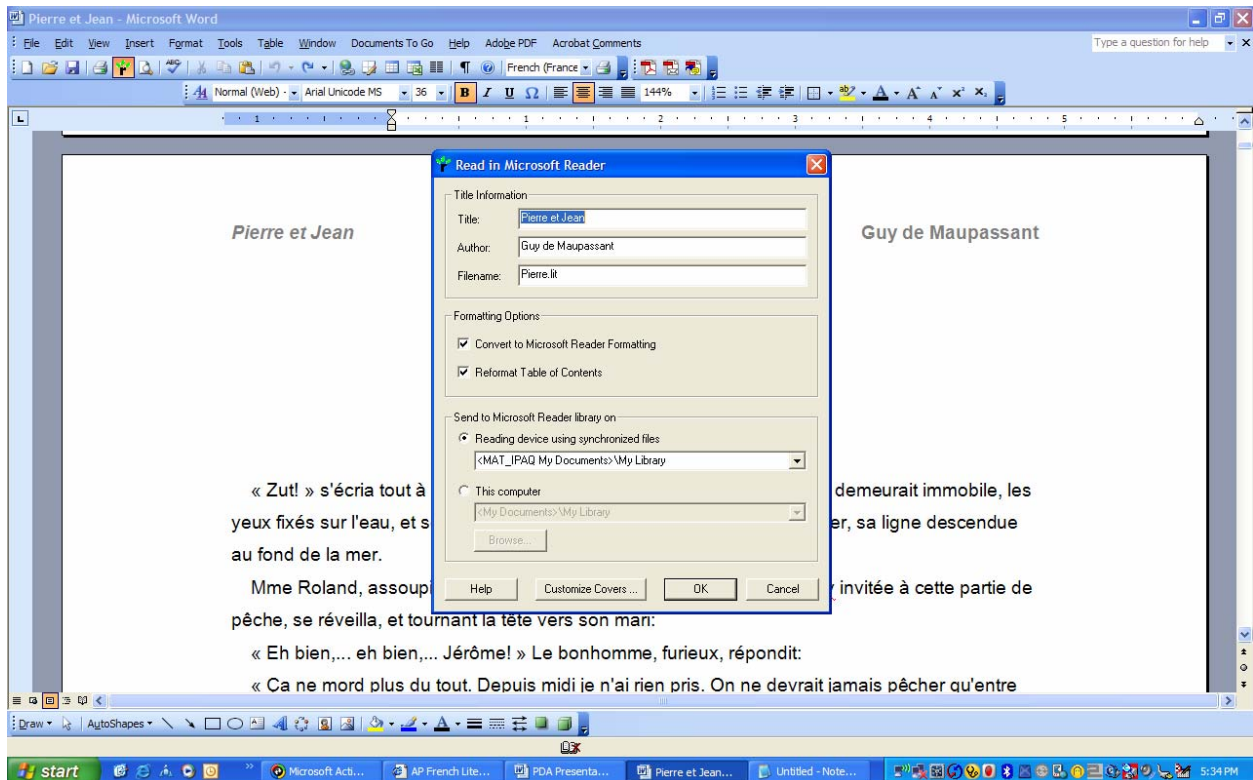 Pierre et Jean - Microsoft Word
File Edit View Insert Format Tools Table Window Documents To Go Help Adobe PDF Acrobat Comments Type a question for help
French (France
Normal (Web) Arial Unicode MS 36 B I U Ω 144%
1 1 2 3 4 5
Read in Microsoft Reader
Title Information
Title: Pierre et Jean
Author: Guy de Maupassant
Filename: Pierre.lit
Formatting Options
Convert to Microsoft Reader Formatting
Reformat Table of Contents
Send to Microsoft Reader library on
Reading device using synchronized files
<MAT_IPAQ My Documents>\My Library
This computer
<My Documents>\My Library
Browse...
Help Customize Covers ... OK Cancel
Pierre et Jean Guy de Maupassant
« Zut! » s'écria tout à demeurait immobile, les
yeux fixés sur l'eau, et s er, sa ligne descendue
au fond de la mer.
Mme Roland, assoupi invitée à cette partie de
pêche, se réveilla, et tournant la tête vers son mari:
« Eh bien,... eh bien,... Jérôme! » Le bonhomme, furieux, répondit:
« Ça ne mord plus du tout. Depuis midi je n'ai rien pris. On ne devrait jamais pêcher qu'entre
Draw AutoShapes
start Microsoft Acti... AP French Lite... PDA Presenta... Pierre et Jean... Untitled - Note... 5:34 PM